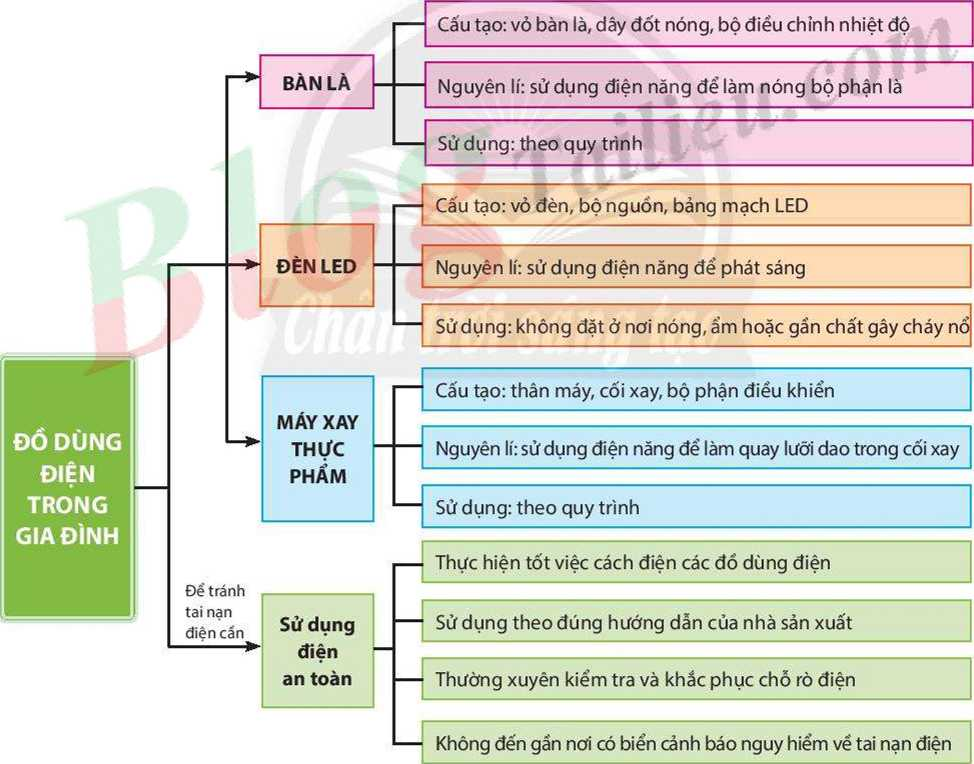 Cấu tạo: vỏ bàn là, dây đốt nóng, bộ điều chỉnh nhiệt độ
BÀN LÀ
Nguyên lí: sử dụng điện năng để làm nóng bộ phận là
Sử dụng: theo quy trình
Blog
Tailieu.com
Cấu tạo: vỏ đèn, bộ nguồn, bảng mạch LED
ĐÈN LED
Nguyên lí: sử dụng điện năng để phát sáng
Sử dụng: không đặt ở nơi nóng, ẩm hoặc gần chất gây cháy nổ
Chân trời sáng tạo
Cấu tạo: thân máy, cối xay, bộ phận điều khiển
MÁY XAY
THỰC
PHẨM
Nguyên lí: sử dụng điện năng để làm quay lưỡi dao trong cối xay
Sử dụng: theo quy trình
ĐỒ DÙNG
ĐIỆN
TRONG
GIA ĐÌNH
Để tránh
tai nạn
điện cần
Sử dụng
điện
an toàn
Thực hiện tốt việc cách điện các đồ dùng điện
Sử dụng theo đúng hướng dẫn của nhà sản xuất
Thường xuyên kiểm tra và khắc phục chỗ rò điện
Không đến gần nơi có biển cảnh báo nguy hiểm về tai nạn điện